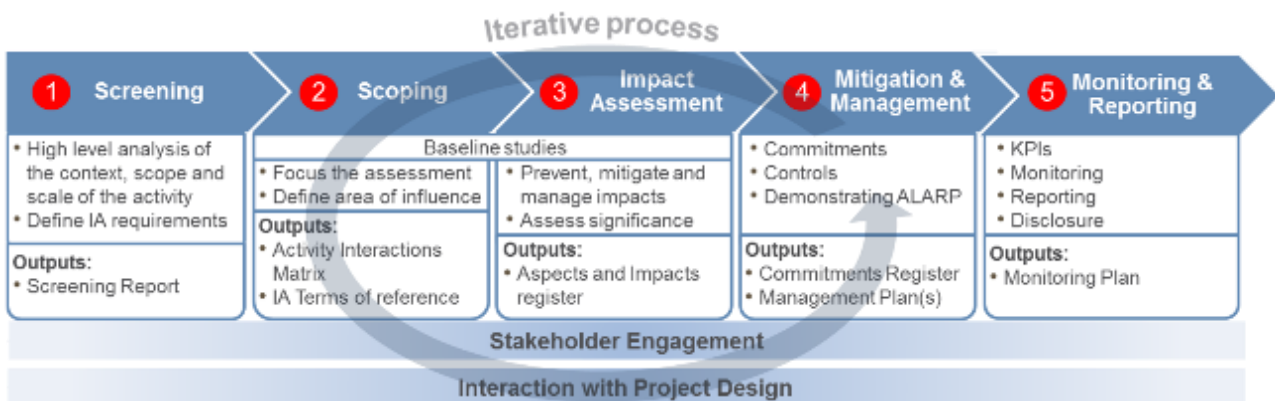 Iterative process
1 Screening
2 Scoping
3 Impact
Assessment
4 Mitigation &
Management
5 Monitoring &
Reporting
• High level analysis of
the context, scope and
scale of the activity
• Define IA requirements
Outputs:
• Screening Report
Baseline studies
• Focus the assessment
• Define area of influence
Outputs:
• Activity Interactions
Matrix
• IA Terms of reference
• Prevent, mitigate and
manage impacts
• Assess significance
Outputs:
• Aspects and Impacts
register
• Commitments
• Controls
• Demonstrating ALARP
Outputs:
• Commitments Register
• Management Plan(s)
• KPIs
• Monitoring
• Reporting
• Disclosure
Outputs:
• Monitoring Plan
Stakeholder Engagement
Interaction with Project Design